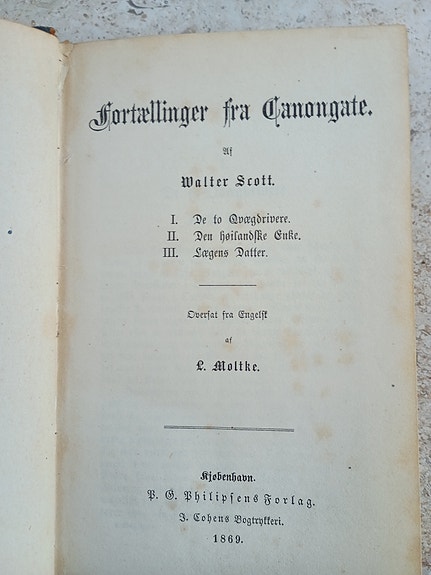 Fortællinger fra Canongate.
Af
Walter Scott.
I. De to Qvægdrivere.
II. Den høilandske Enke.
III. Lægens Datter.
Oversat fra Engelsk
af
L. Moltke.
Kjøbenhavn.
P. G. Philipsens Forlag.
J. Cohens Bogtrykkeri.
1869.